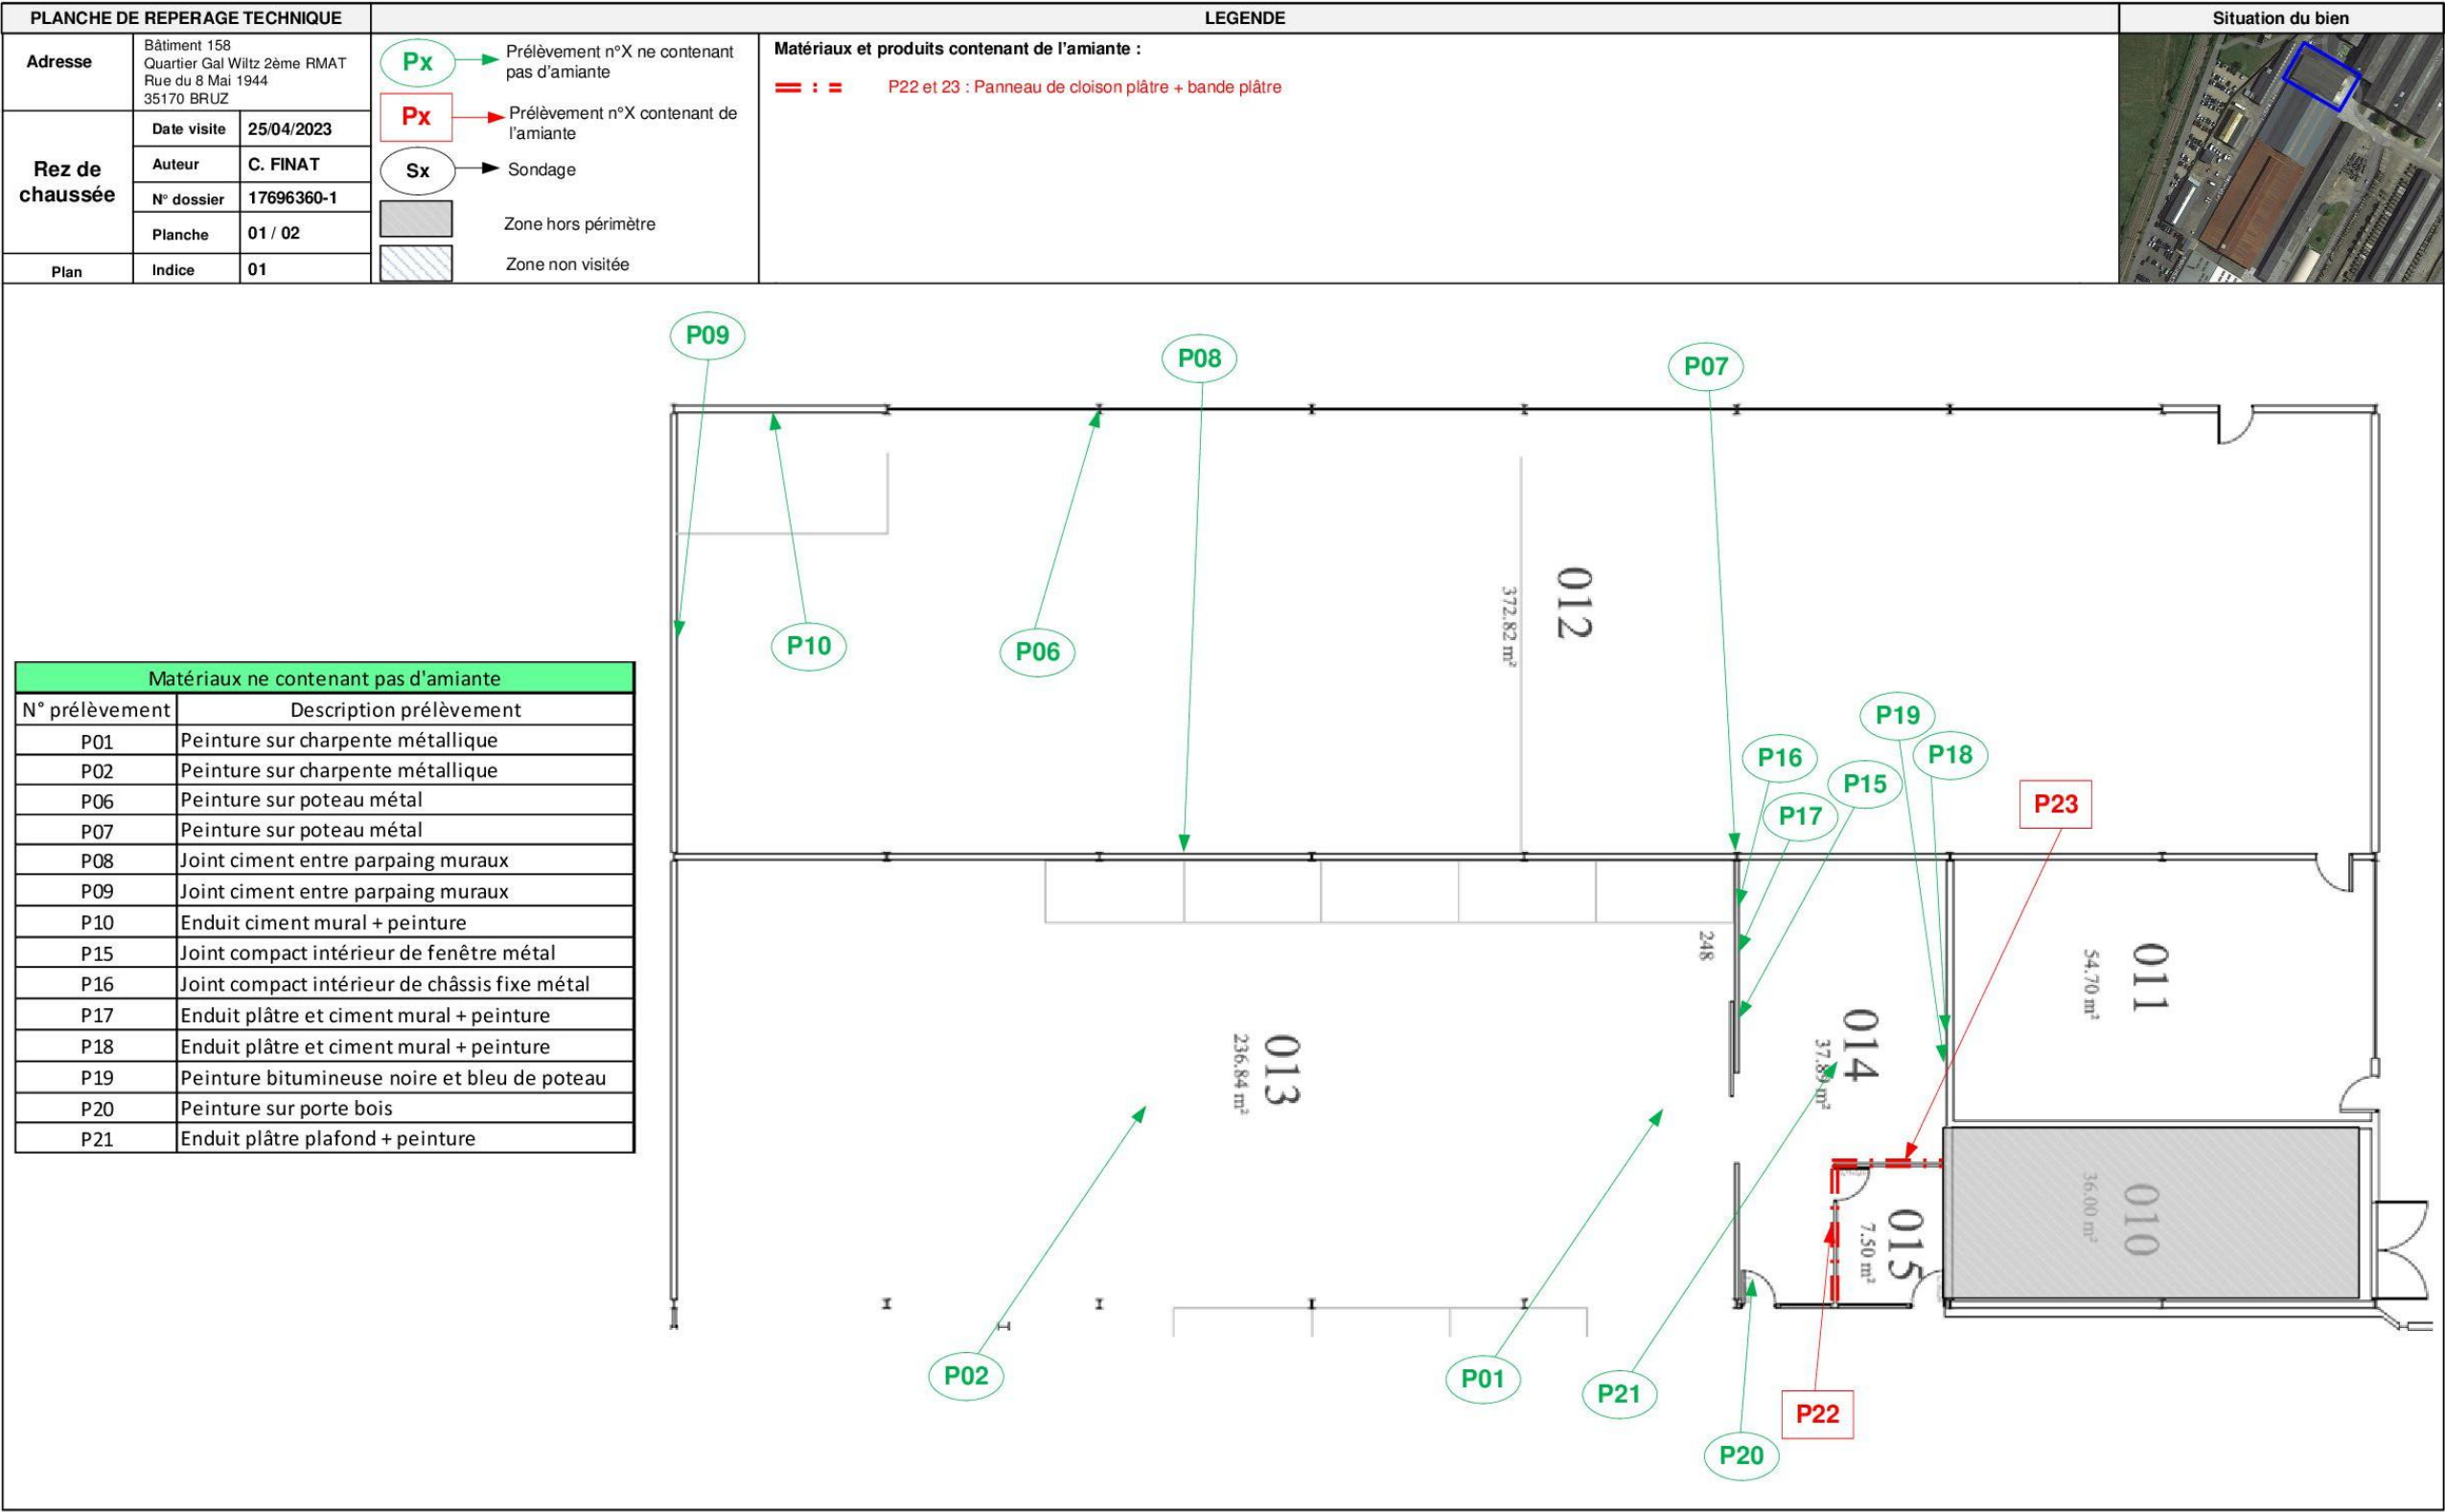 PLANCHE DE REPERAGE TECHNIQUE
LEGENDE
Situation du bien
Adresse
Bâtiment 158
Quartier Gal Wiltz 2ème RMAT
Rue du 8 Mai 1944
35170 BRUZ
Rez de
chaussée
Date visite 25/04/2023
Auteur C. FINAT
N° dossier 17696360-1
Planche 01 / 02
Plan Indice 01
Px Prélèvement n°X ne contenant
pas d'amiante
Px Prélèvement n°X contenant de
l'amiante
Sx Sondage
Zone hors périmètre
Zone non visitée
Matériaux et produits contenant de l'amiante :
P22 et 23 : Panneau de cloison plâtre + bande plâtre
P09
P08
P07
P10
P06
012
372.82 m²
P19
P16
P18
P15
P17
P23
Matériaux ne contenant pas d'amiante
N° prélèvement Description prélèvement
P01 Peinture sur charpente métallique
P02 Peinture sur charpente métallique
P06 Peinture sur poteau métal
P07 Peinture sur poteau métal
P08 Joint ciment entre parpaing muraux
P09 Joint ciment entre parpaing muraux
P10 Enduit ciment mural + peinture
P15 Joint compact intérieur de fenêtre métal
P16 Joint compact intérieur de châssis fixe métal
P17 Enduit plâtre et ciment mural + peinture
P18 Enduit plâtre et ciment mural + peinture
P19 Peinture bitumineuse noire et bleu de poteau
P20 Peinture sur porte bois
P21 Enduit plâtre plafond + peinture
248
011
54.70 m²
014
37.89 m²
013
236.84 m²
010
36.00 m²
015
7.50 m²
P02
P01
P21
P22
P20